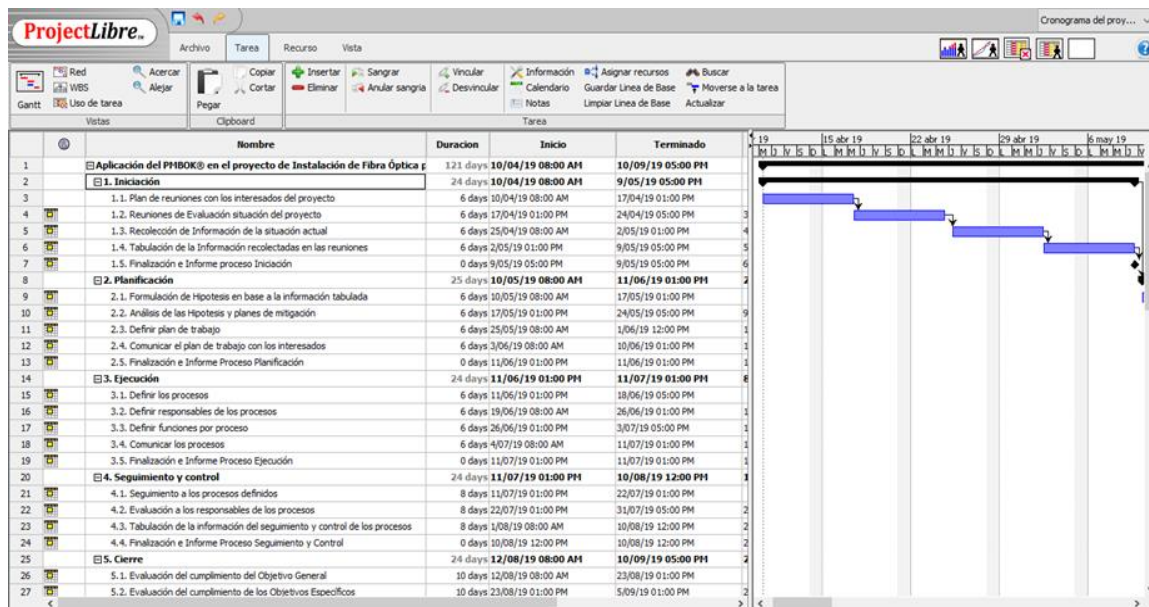 ProjectLibre™
Cronograma del proy...
Archivo Tarea Recurso Vista
Red Acercar Copiar Insertar Sangrar Vincular Información Asignar recursos Buscar
WBS Alejar Cortar Eliminar Anular sangria Desvincular Calendario Guardar Linea de Base Moverse a la tarea
Gantt Uso de tarea Pegar Notas Limpiar Linea de Base Actualizar
Vistas Clipboard Tarea
Nombre Duracion Inicio Terminado
19 15 abr 19 22 abr 19 29 abr 19 6 may 19
M J V S D L M M J V S D L M M J V S D L M M J V S D L M M J V
1 Aplicación del PMBOK® en el proyecto de Instalación de Fibra Óptica p 121 days 10/04/19 08:00 AM 10/09/19 05:00 PM
2 1. Iniciación 24 days 10/04/19 08:00 AM 9/05/19 05:00 PM
3 1.1. Plan de reuniones con los interesados del proyecto 6 days 10/04/19 08:00 AM 17/04/19 01:00 PM
4 1.2. Reuniones de Evaluación situación del proyecto 6 days 17/04/19 01:00 PM 24/04/19 05:00 PM 3
5 1.3. Recolección de Información de la situación actual 6 days 25/04/19 08:00 AM 2/05/19 01:00 PM 4
6 1.4. Tabulación de la Información recolectadas en las reuniones 6 days 2/05/19 01:00 PM 9/05/19 05:00 PM 5
7 1.5. Finalización e Informe proceso Iniciación 0 days 9/05/19 05:00 PM 9/05/19 05:00 PM 6
8 2. Planificación 25 days 10/05/19 08:00 AM 11/06/19 01:00 PM 2
9 2.1. Formulación de Hipotesis en base a la información tabulada 6 days 10/05/19 08:00 AM 17/05/19 01:00 PM
10 2.2. Análisis de las Hipotesis y planes de mitigación 6 days 17/05/19 01:00 PM 24/05/19 05:00 PM 9
11 2.3. Definir plan de trabajo 6 days 25/05/19 08:00 AM 1/06/19 12:00 PM 1
12 2.4. Comunicar el plan de trabajo con los interesados 6 days 3/06/19 08:00 AM 10/06/19 01:00 PM 1
13 2.5. Finalización e Informe Proceso Planificación 0 days 11/06/19 01:00 PM 11/06/19 01:00 PM 1
14 3. Ejecución 24 days 11/06/19 01:00 PM 11/07/19 01:00 PM 8
15 3.1. Definir los procesos 6 days 11/06/19 01:00 PM 18/06/19 05:00 PM
16 3.2. Definir responsables de los procesos 6 days 19/06/19 08:00 AM 26/06/19 01:00 PM 1
17 3.3. Definir funciones por proceso 6 days 26/06/19 01:00 PM 3/07/19 05:00 PM 1
18 3.4. Comunicar los procesos 6 days 4/07/19 08:00 AM 11/07/19 01:00 PM 1
19 3.5. Finalización e Informe Proceso Ejecución 0 days 11/07/19 01:00 PM 11/07/19 01:00 PM 1
20 4. Seguimiento y control 24 days 11/07/19 01:00 PM 10/08/19 12:00 PM 1
21 4.1. Seguimiento a los procesos definidos 8 days 11/07/19 01:00 PM 22/07/19 01:00 PM
22 4.2. Evaluación a los responsables de los procesos 8 days 22/07/19 01:00 PM 31/07/19 05:00 PM 2
23 4.3. Tabulación de la información del seguimiento y control de los procesos 8 days 1/08/19 08:00 AM 10/08/19 12:00 PM 2
24 4.4. Finalización e Informe Proceso Seguimiento y Control 0 days 10/08/19 12:00 PM 10/08/19 12:00 PM 2
25 5. Cierre 24 days 12/08/19 08:00 AM 10/09/19 05:00 PM 2
26 5.1. Evaluación del cumplimiento del Objetivo General 10 days 12/08/19 08:00 AM 23/08/19 01:00 PM
27 5.2. Evaluación del cumplimiento de los Objetivos Específicos 10 days 23/08/19 01:00 PM 5/09/19 01:00 PM 2